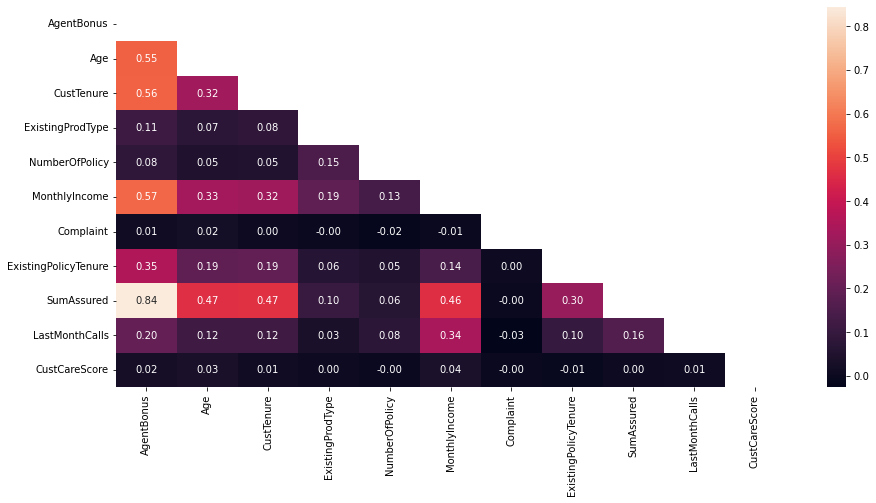 AgentBonus
Age 0.55
CustTenure 0.56 0.32
ExistingProdType 0.11 0.07 0.08
NumberOfPolicy 0.08 0.05 0.05 0.15
MonthlyIncome 0.57 0.33 0.32 0.19 0.13
Complaint 0.01 0.02 0.00 -0.00 -0.02 -0.01
ExistingPolicyTenure 0.35 0.19 0.19 0.06 0.05 0.14 0.00
SumAssured 0.84 0.47 0.47 0.10 0.06 0.46 -0.00 0.30
LastMonthCalls 0.20 0.12 0.12 0.03 0.08 0.34 -0.03 0.10 0.16
CustCareScore 0.02 0.03 0.01 0.00 -0.00 0.04 -0.00 -0.01 0.00 0.01
AgentBonus
Age
CustTenure
ExistingProdType
NumberOfPolicy
MonthlyIncome
Complaint
ExistingPolicyTenure
SumAssured
LastMonthCalls
CustCareScore
0.8
0.7
0.6
0.5
0.4
0.3
0.2
0.1
0.0